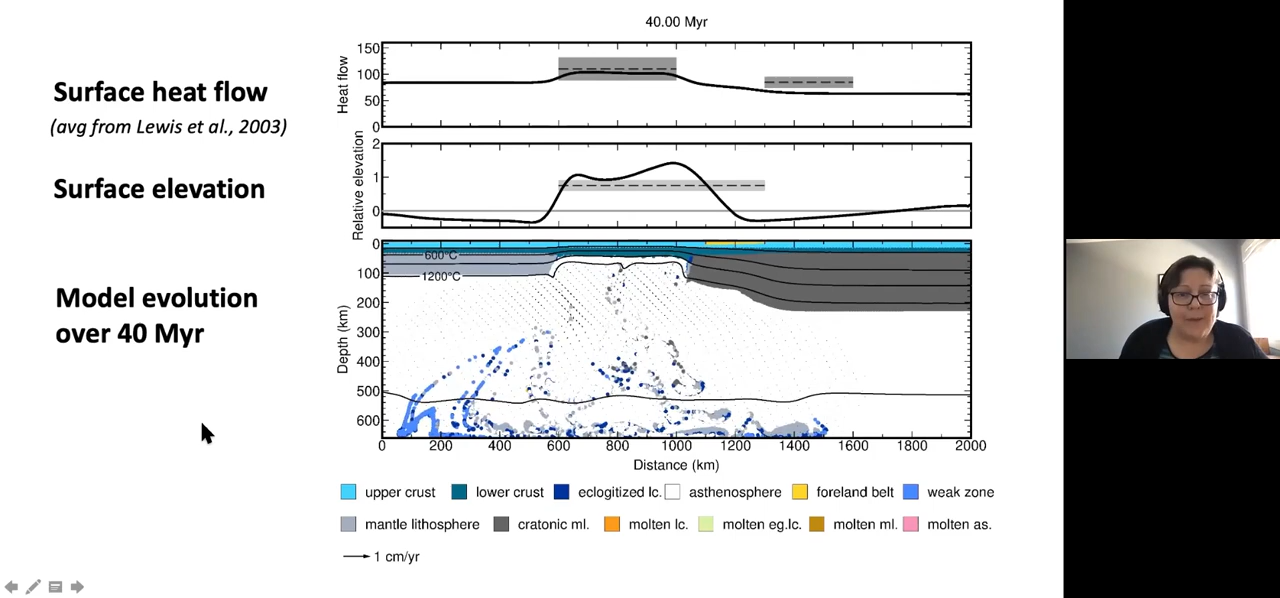 40.00 Myr
Surface heat flow
(avg from Lewis et al., 2003)
Heat flow
150
100
50
0
Surface elevation
Relative elevation
2
1
0
Model evolution
over 40 Myr
Depth (km)
0
100
200
300
400
500
600
600°C
1200°C
0 200 400 600 800 1000 1200 1400 1600 1800 2000
Distance (km)
upper crust lower crust eclogitized lc. asthenosphere foreland belt weak zone
mantle lithosphere cratonic ml. molten lc. molten eg.lc. molten ml. molten as.
1 cm/yr